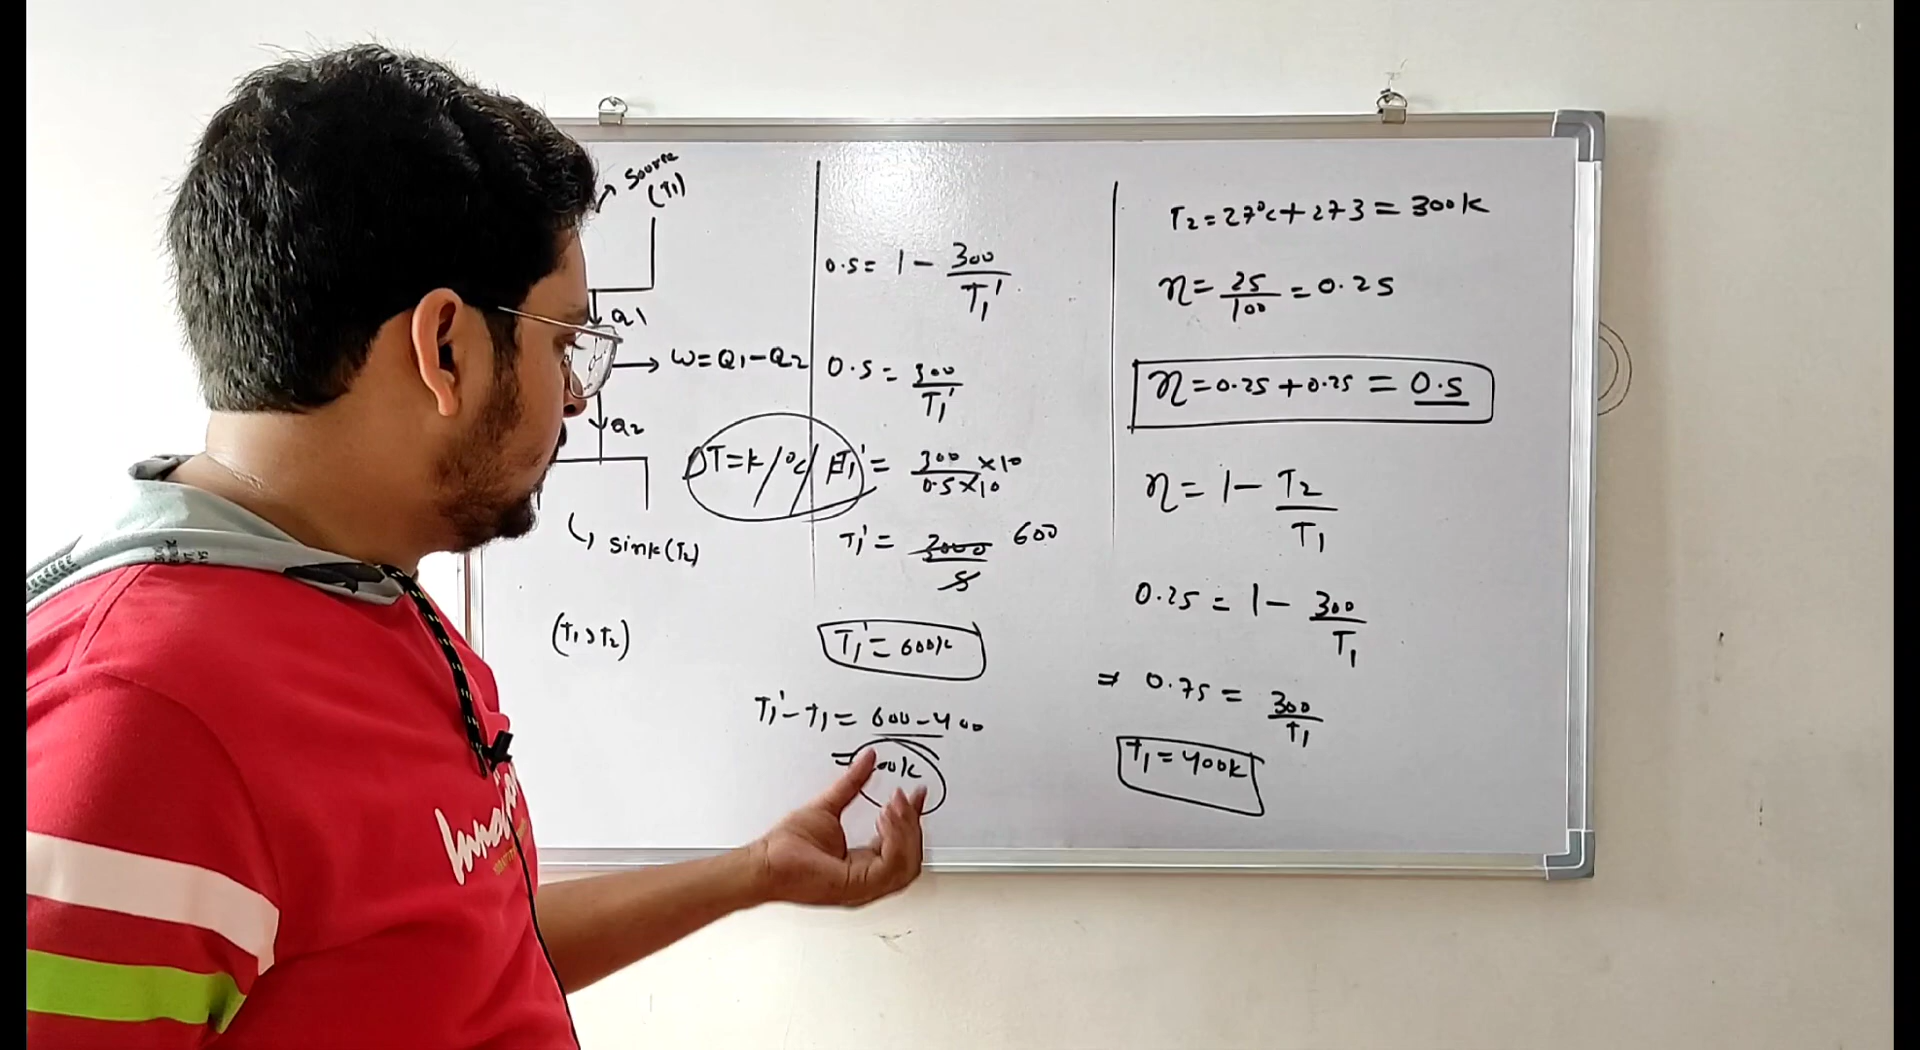 Source
(T1)
Q1
W=Q1-Q2
Q2
Sink(T2)
(T1>T2)
0.5= 1- 300/T1'
0.5 = 300/T1'
ΔT=K/°C/
T1' = 300×10/0.5×10
T1' = 3000/5 600
T1' = 600K
T1'-T1 = 600-400
T2=27°C+273=300K
η= 25/100 =0.25
η=0.25+0.25 = 0.5
η= 1- T2/T1
0.25 = 1- 300/T1
⇒ 0.75 = 300/T1
T1=400K